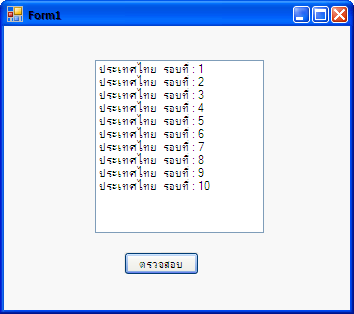 Form1
ประเทศไทย รอบที่ : 1
ประเทศไทย รอบที่ : 2
ประเทศไทย รอบที่ : 3
ประเทศไทย รอบที่ : 4
ประเทศไทย รอบที่ : 5
ประเทศไทย รอบที่ : 6
ประเทศไทย รอบที่ : 7
ประเทศไทย รอบที่ : 8
ประเทศไทย รอบที่ : 9
ประเทศไทย รอบที่ : 10
ตรวจสอบ